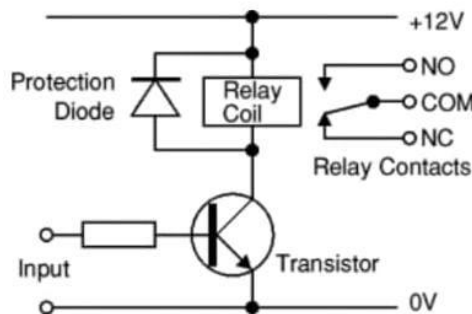 +12V
Protection
Diode
Relay
Coil
NO
COM
NC
Relay Contacts
Input
Transistor
0V